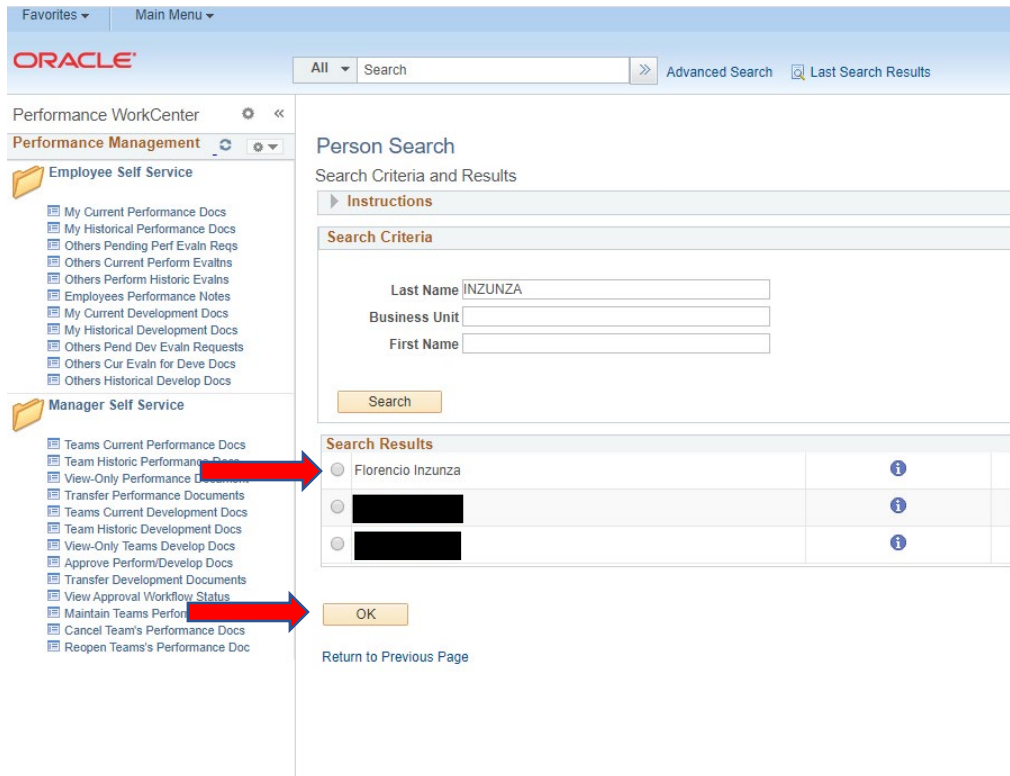 Favorites Main Menu
ORACLE
All Search Advanced Search Last Search Results
Performance WorkCenter
Performance Management
Employee Self Service
My Current Performance Docs
My Historical Performance Docs
Others Pending Perf Evaln Reqs
Others Current Perform Evaltns
Others Perform Historic Evalns
Employees Performance Notes
My Current Development Docs
My Historical Development Docs
Others Pend Dev Evaln Requests
Others Cur Evaln for Deve Docs
Others Historical Develop Docs
Manager Self Service
Teams Current Performance Docs
Team Historic Performance Docs
View-Only Performance Document
Transfer Performance Documents
Teams Current Development Docs
Team Historic Development Docs
View-Only Teams Develop Docs
Approve Perform/Develop Docs
Transfer Development Documents
View Approval Workflow Status
Maintain Teams Perfor
Cancel Team's Performance Docs
Reopen Teams's Performance Doc
Person Search
Search Criteria and Results
Instructions
Search Criteria
Last Name INZUNZA
Business Unit
First Name
Search
Search Results
Florencio Inzunza
OK
Return to Previous Page